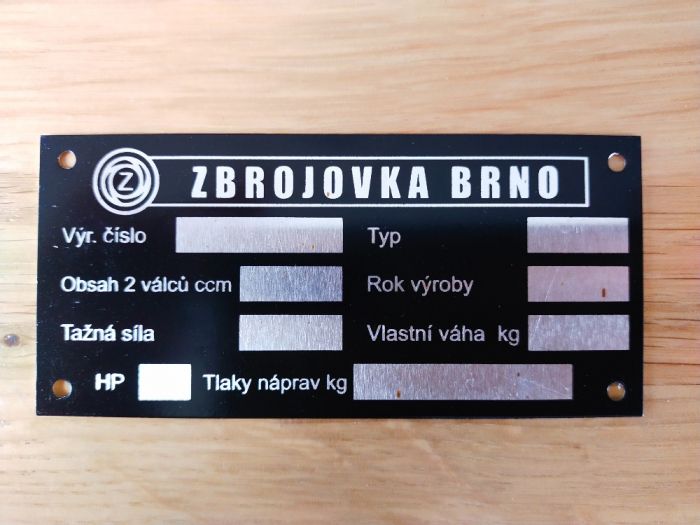 Z ZBROJOVKA BRNO
Výr. číslo Typ
Obsah 2 válců ccm Rok výroby
Tažná síla Vlastní váha kg
HP Tlaky náprav kg